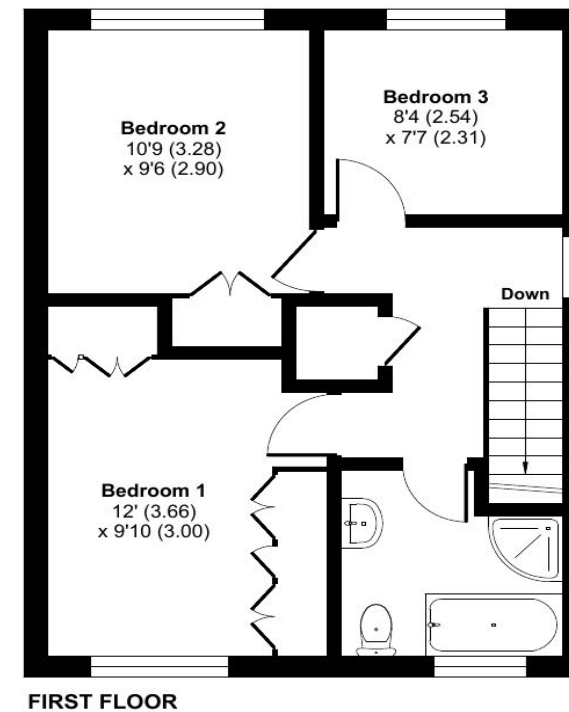 Bedroom 2
10'9 (3.28)
x 9'6 (2.90)
Bedroom 3
8'4 (2.54)
x 7'7 (2.31)
Down
Bedroom 1
12' (3.66)
x 9'10 (3.00)
FIRST FLOOR